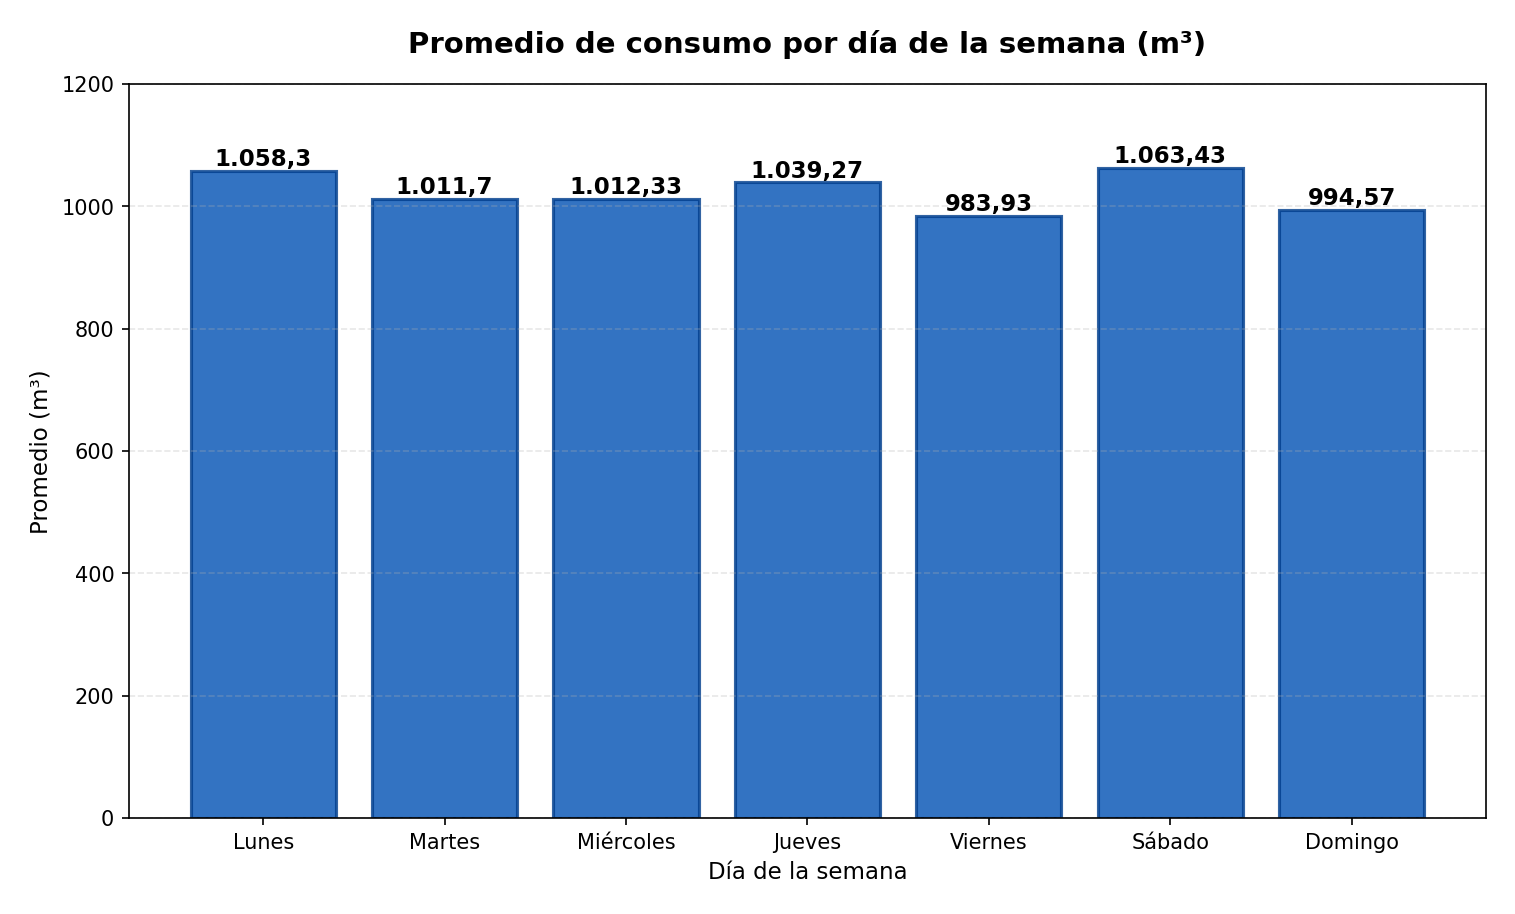 Promedio de consumo por día de la semana (m³)
Promedio (m³)
1200
1000
800
600
400
200
0
1.058,3
1.011,7
1.012,33
1.039,27
983,93
1.063,43
994,57
Lunes
Martes
Miércoles
Jueves
Viernes
Sábado
Domingo
Día de la semana